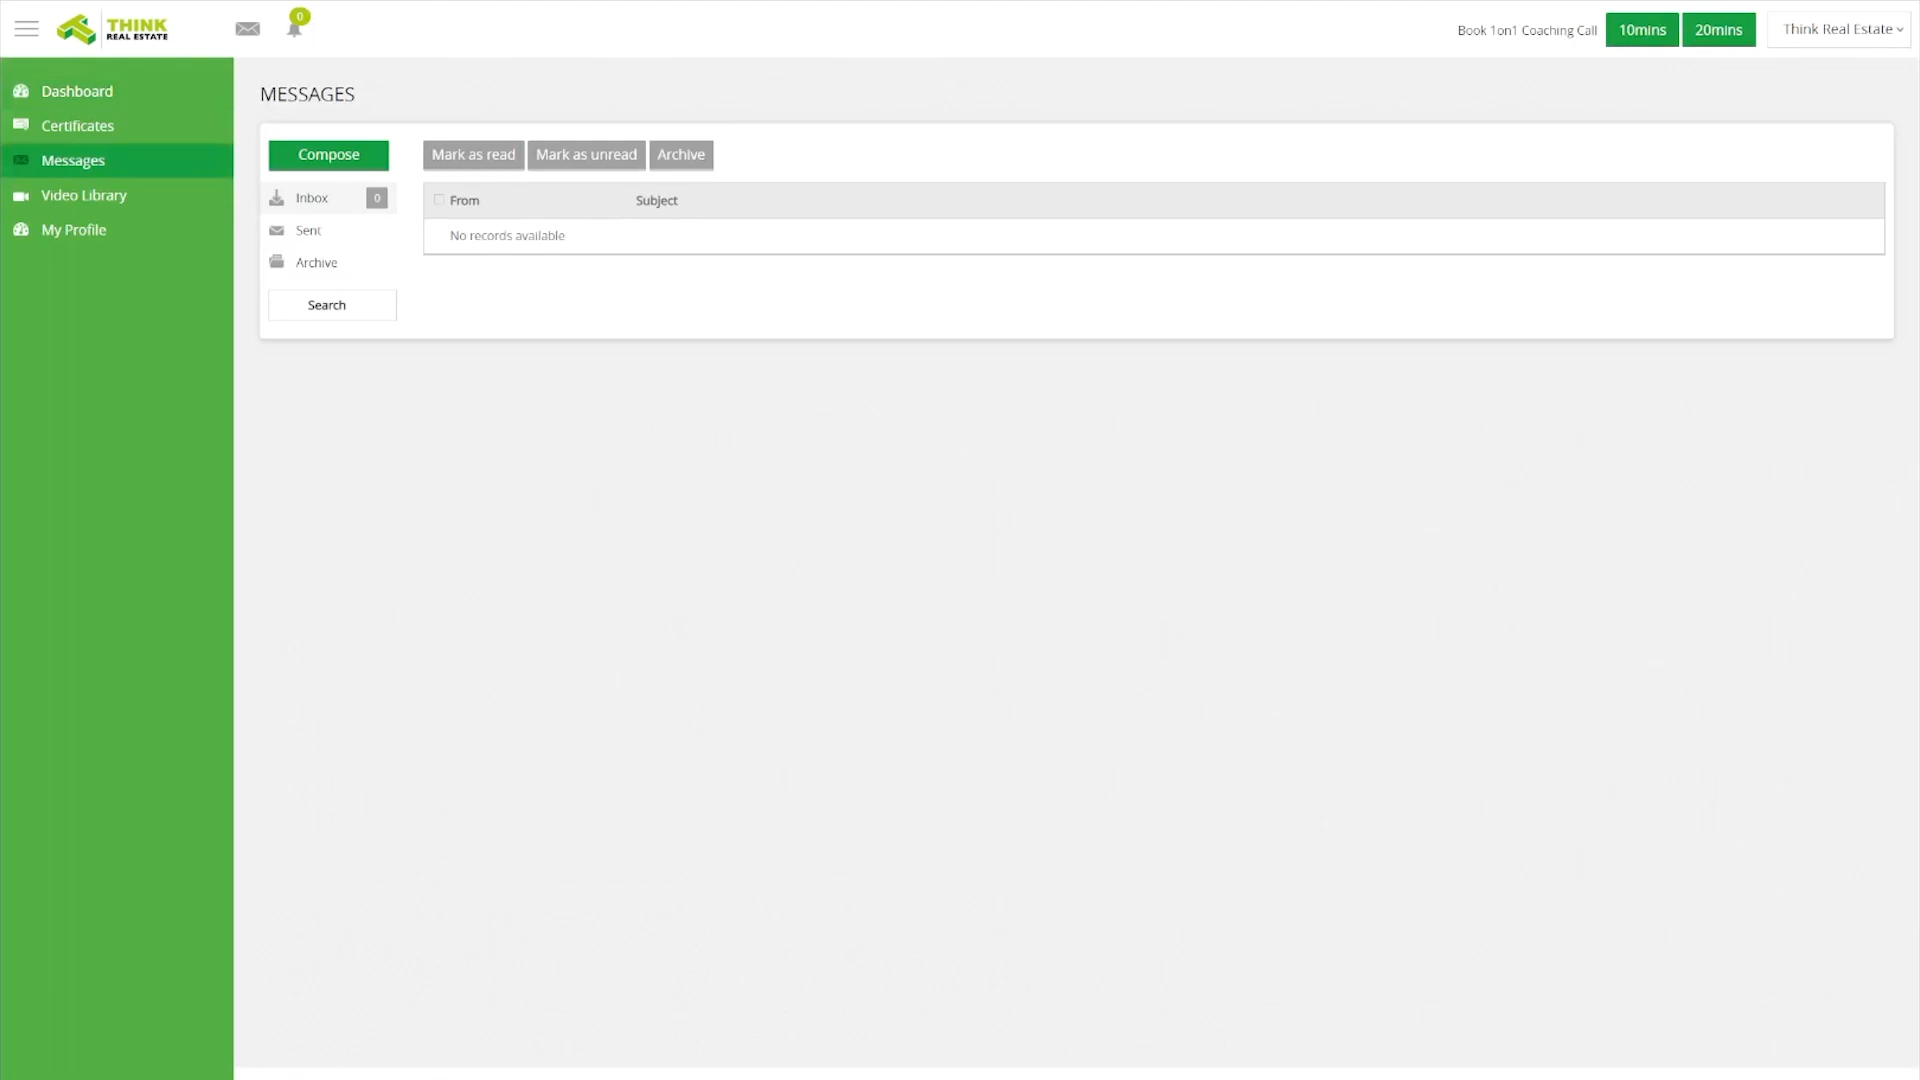 THINK
REAL ESTATE
0
Book 1on1 Coaching Call
10mins
20mins
Think Real Estate
Dashboard
Certificates
Messages
Video Library
My Profile
MESSAGES
Compose
Inbox 0
Sent
Archive
Search
Mark as read Mark as unread Archive
From Subject
No records available